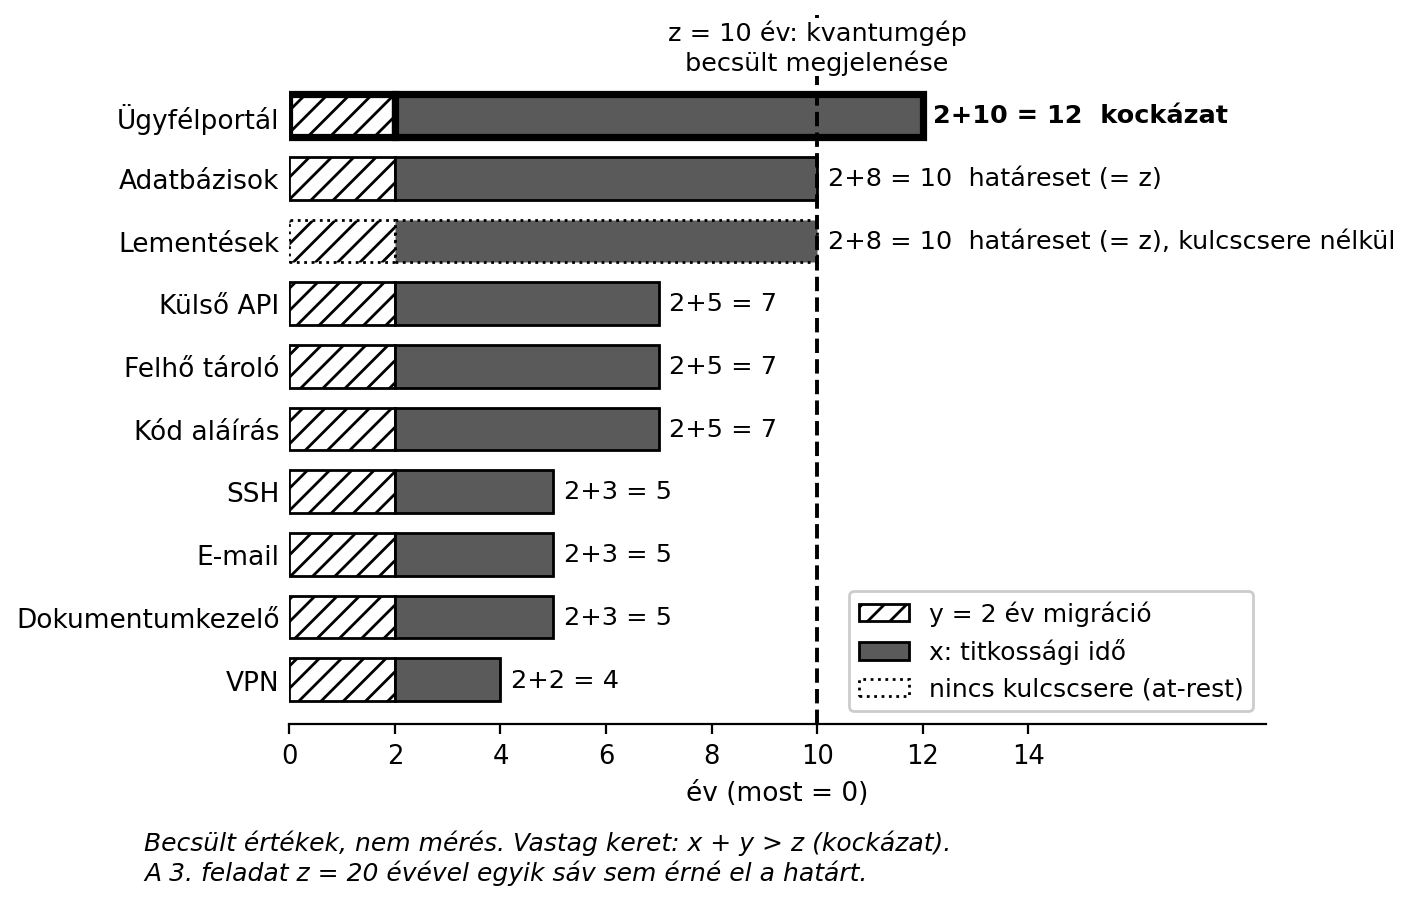 z = 10 év: kvantumgép
becsült megjelenése
Ügyfélportál 2+10 = 12 kockázat
Adatbázisok 2+8 = 10 határeset (= z)
Lementések 2+8 = 10 határeset (= z), kulcscsere nélkül
Külső API 2+5 = 7
Felhő tároló 2+5 = 7
Kód aláírás 2+5 = 7
SSH 2+3 = 5
E-mail 2+3 = 5
Dokumentumkezelő 2+3 = 5
VPN 2+2 = 4
y = 2 év migráció
x: titkossági idő
nincs kulcscsere (at-rest)
0 2 4 6 8 10 12 14
év (most = 0)
Becsült értékek, nem mérés. Vastag keret: x + y > z (kockázat).
A 3. feladat z = 20 évével egyik sáv sem érné el a határt.